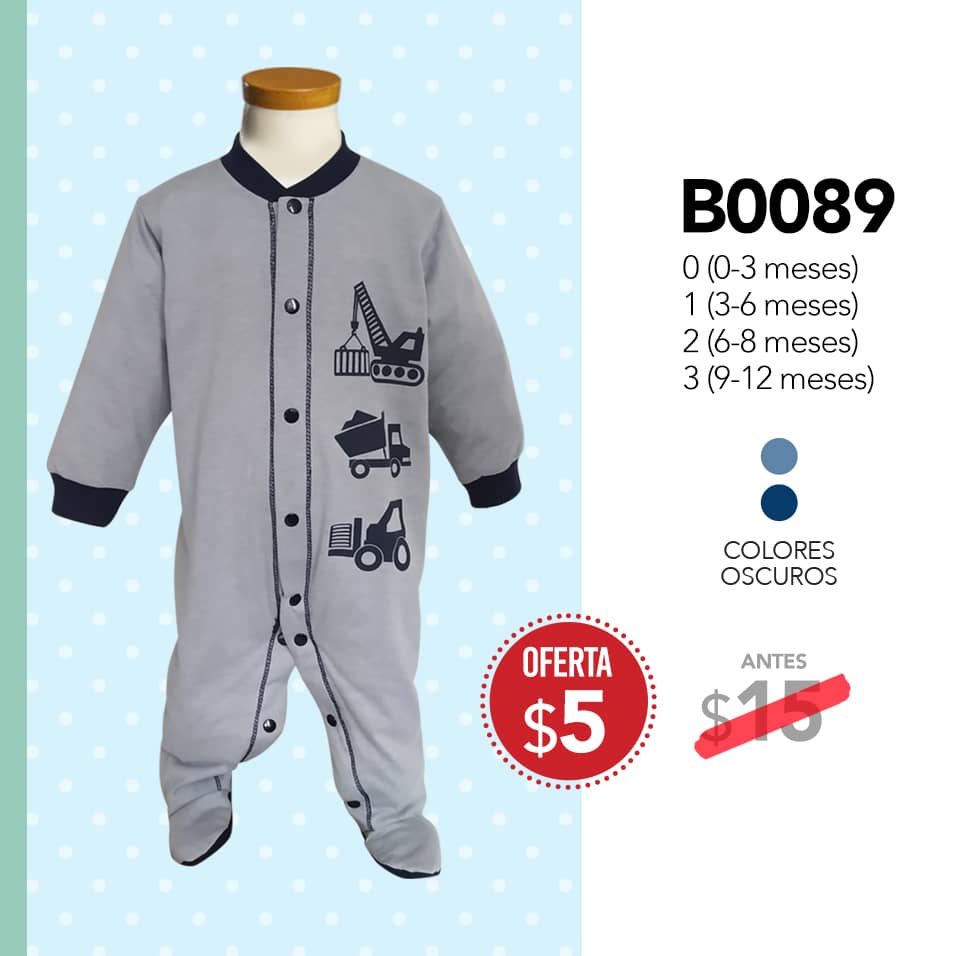 B0089
0 (0-3 meses)
1 (3-6 meses)
2 (6-8 meses)
3 (9-12 meses)
COLORES
OSCUROS
OFERTA
$5
ANTES
$15